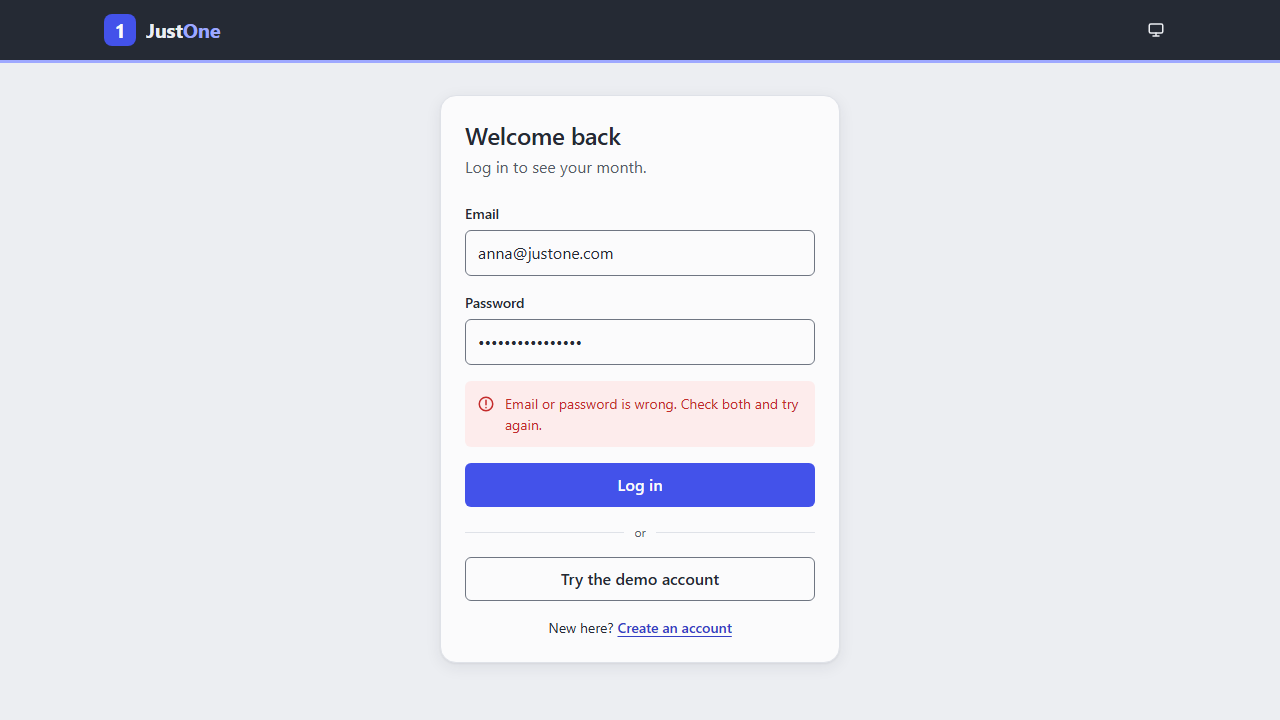 1 JustOne
Welcome back
Log in to see your month.
Email
anna@justone.com
Password
••••••••••••••••
Email or password is wrong. Check both and try
again.
Log in
or
Try the demo account
New here? Create an account